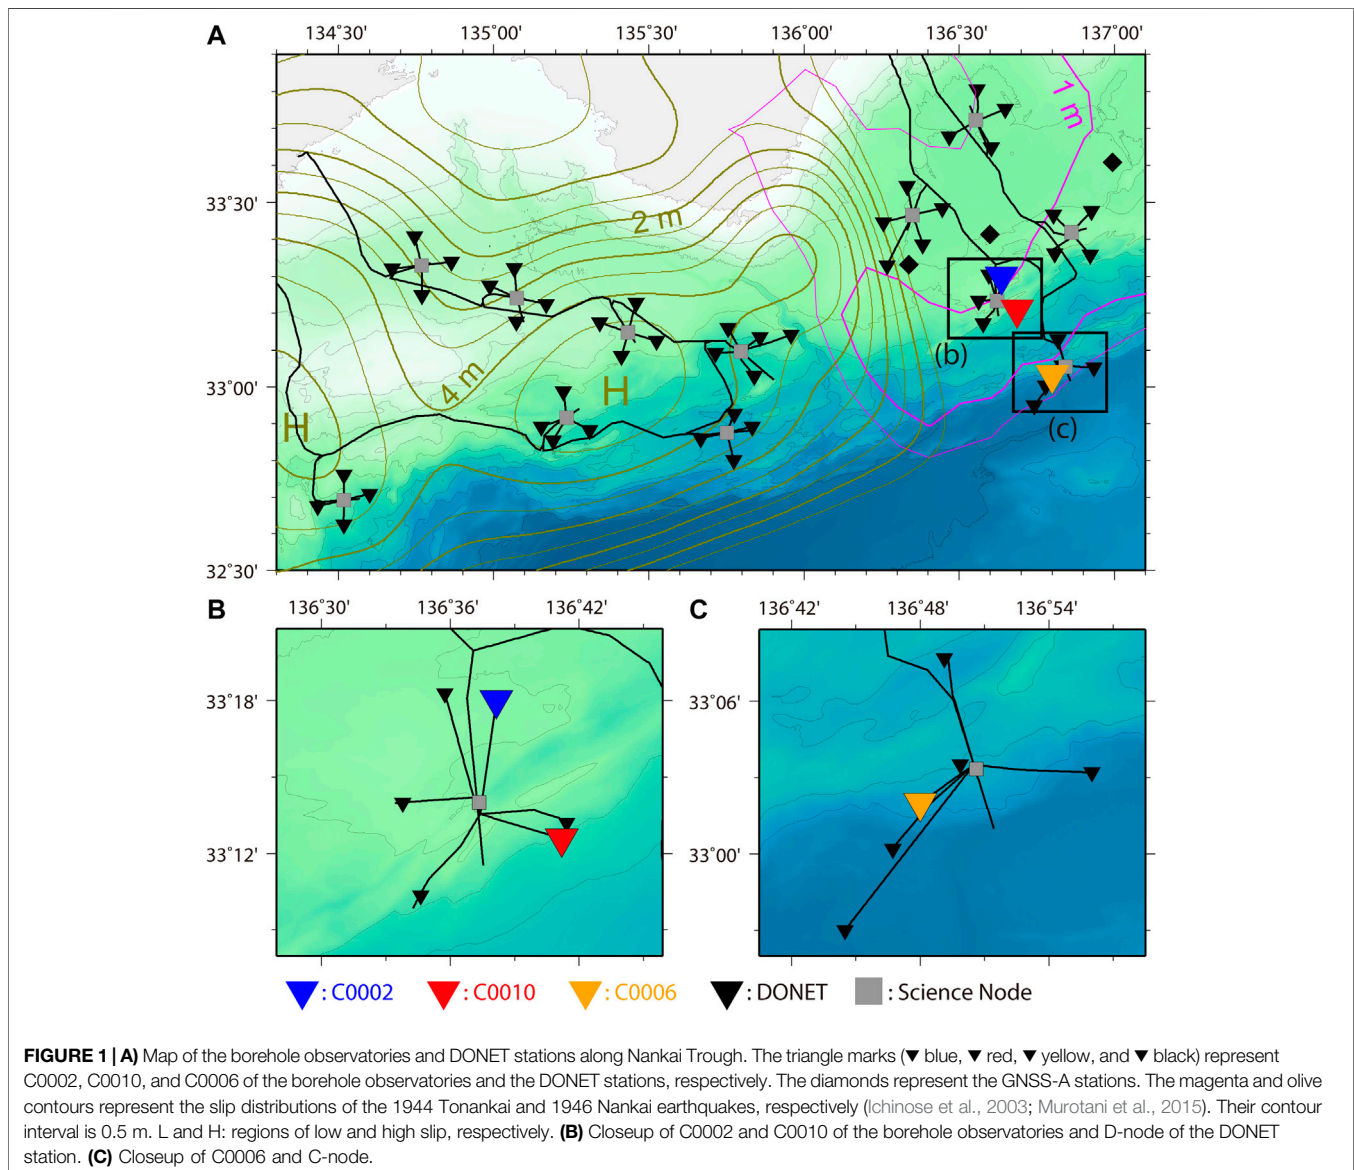 A
134˚30'
135˚00'
135˚30'
136˚00'
136˚30'
137˚00'
1 m
33˚30'
2 m
(b)
33˚00'
4 m
H
H
(c)
32˚30'
B
136˚30'
136˚36'
136˚42'
C
136˚42'
136˚48'
136˚54'
33˚18'
33˚06'
33˚12'
33˚00'
: C0002
: C0010
: C0006
: DONET
: Science Node
FIGURE 1 | A) Map of the borehole observatories and DONET stations along Nankai Trough. The triangle marks (▼ blue, ▼ red, ▼ yellow, and ▼ black) represent
C0002, C0010, and C0006 of the borehole observatories and the DONET stations, respectively. The diamonds represent the GNSS-A stations. The magenta and olive
contours represent the slip distributions of the 1944 Tonankai and 1946 Nankai earthquakes, respectively (Ichinose et al., 2003; Murotani et al., 2015). Their contour
interval is 0.5 m. L and H: regions of low and high slip, respectively. (B) Closeup of C0002 and C0010 of the borehole observatories and D-node of the DONET
station. (C) Closeup of C0006 and C-node.